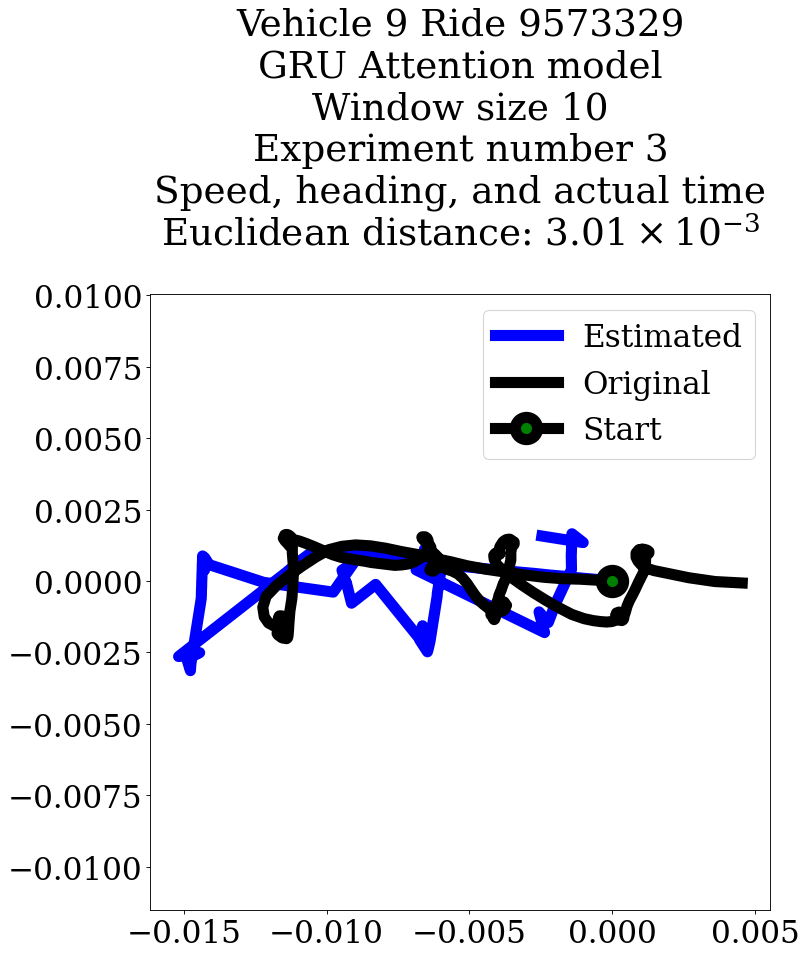 Vehicle 9 Ride 9573329
GRU Attention model
Window size 10
Experiment number 3
Speed, heading, and actual time
Euclidean distance: 3.01 × 10⁻³
0.0100
0.0075
0.0050
0.0025
0.0000
−0.0025
−0.0050
−0.0075
−0.0100
Estimated
Original
Start
−0.015
−0.010
−0.005
0.000
0.005